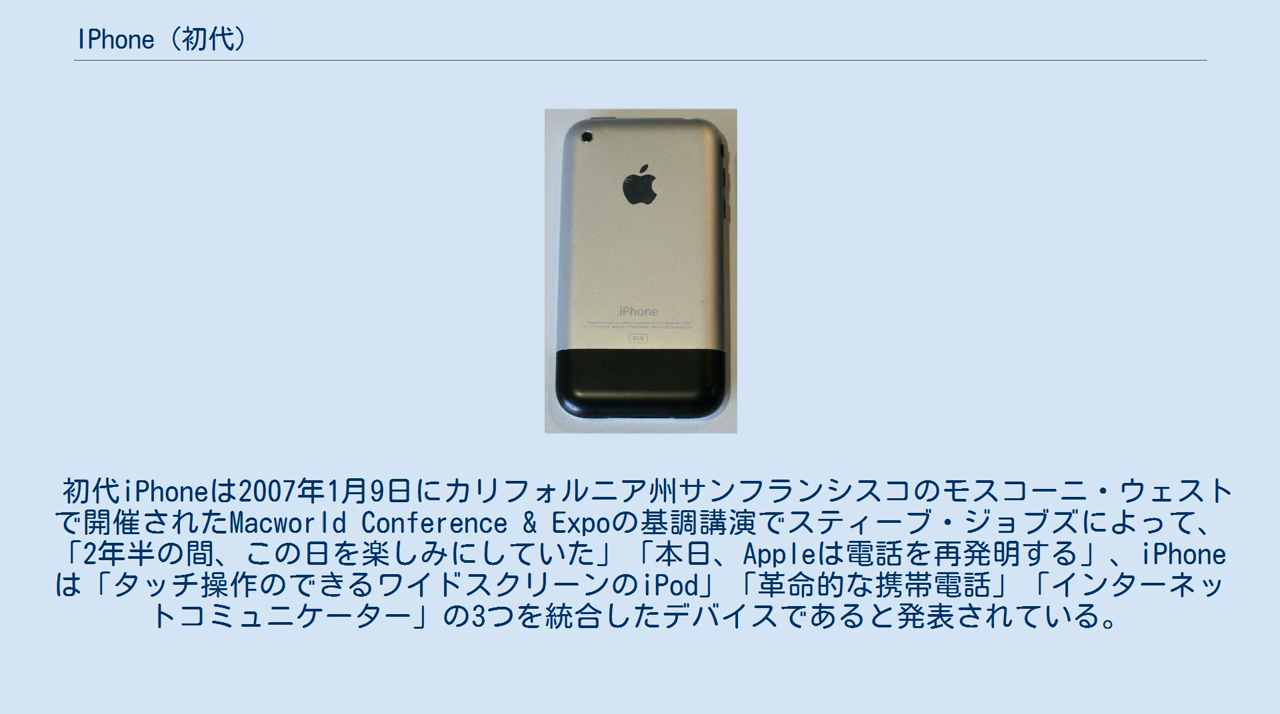 IPhone（初代）
iPhone
初代iPhoneは2007年1月9日にカリフォルニア州サンフランシスコのモスコーニ・ウェスト
で開催されたMacworld Conference & Expoの基調講演でスティーブ・ジョブズによって、
「2年半の間、この日を楽しみにしていた」「本日、Appleは電話を再発明する」、iPhone
は「タッチ操作のできるワイドスクリーンのiPod」「革命的な携帯電話」「インターネッ
トコミュニケーター」の3つを統合したデバイスであると発表されている。